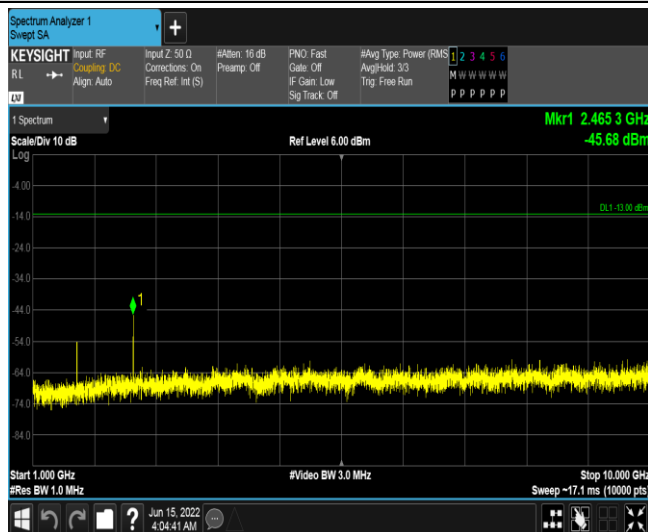 Spectrum Analyzer 1
Swept SA
+
KEYSIGHT Input: RF Input Z: 50 Ω #Atten: 16 dB PNO: Fast #Avg Type: Power (RMS 1 2 3 4 5 6
RL Coupling: DC Corrections: On Preamp: Off Gate: Off Avg|Hold: 3/3 M W W W W W
Align: Auto Freq Ref: Int (S) IF Gain: Low Trig: Free Run
LXI Sig Track: Off P P P P P P
1 Spectrum Mkr1 2.465 3 GHz
Scale/Div 10 dB Ref Level 6.00 dBm -45.68 dBm
Log
-4.00
DL1 -13.00 dBm
-14.0
-24.0
-34.0
1
-44.0
-54.0
-64.0
-74.0
-84.0
Start 1.000 GHz #Video BW 3.0 MHz Stop 10.000 GHz
#Res BW 1.0 MHz Sweep ~17.1 ms (10000 pts)
? Jun 15, 2022
4:04:41 AM